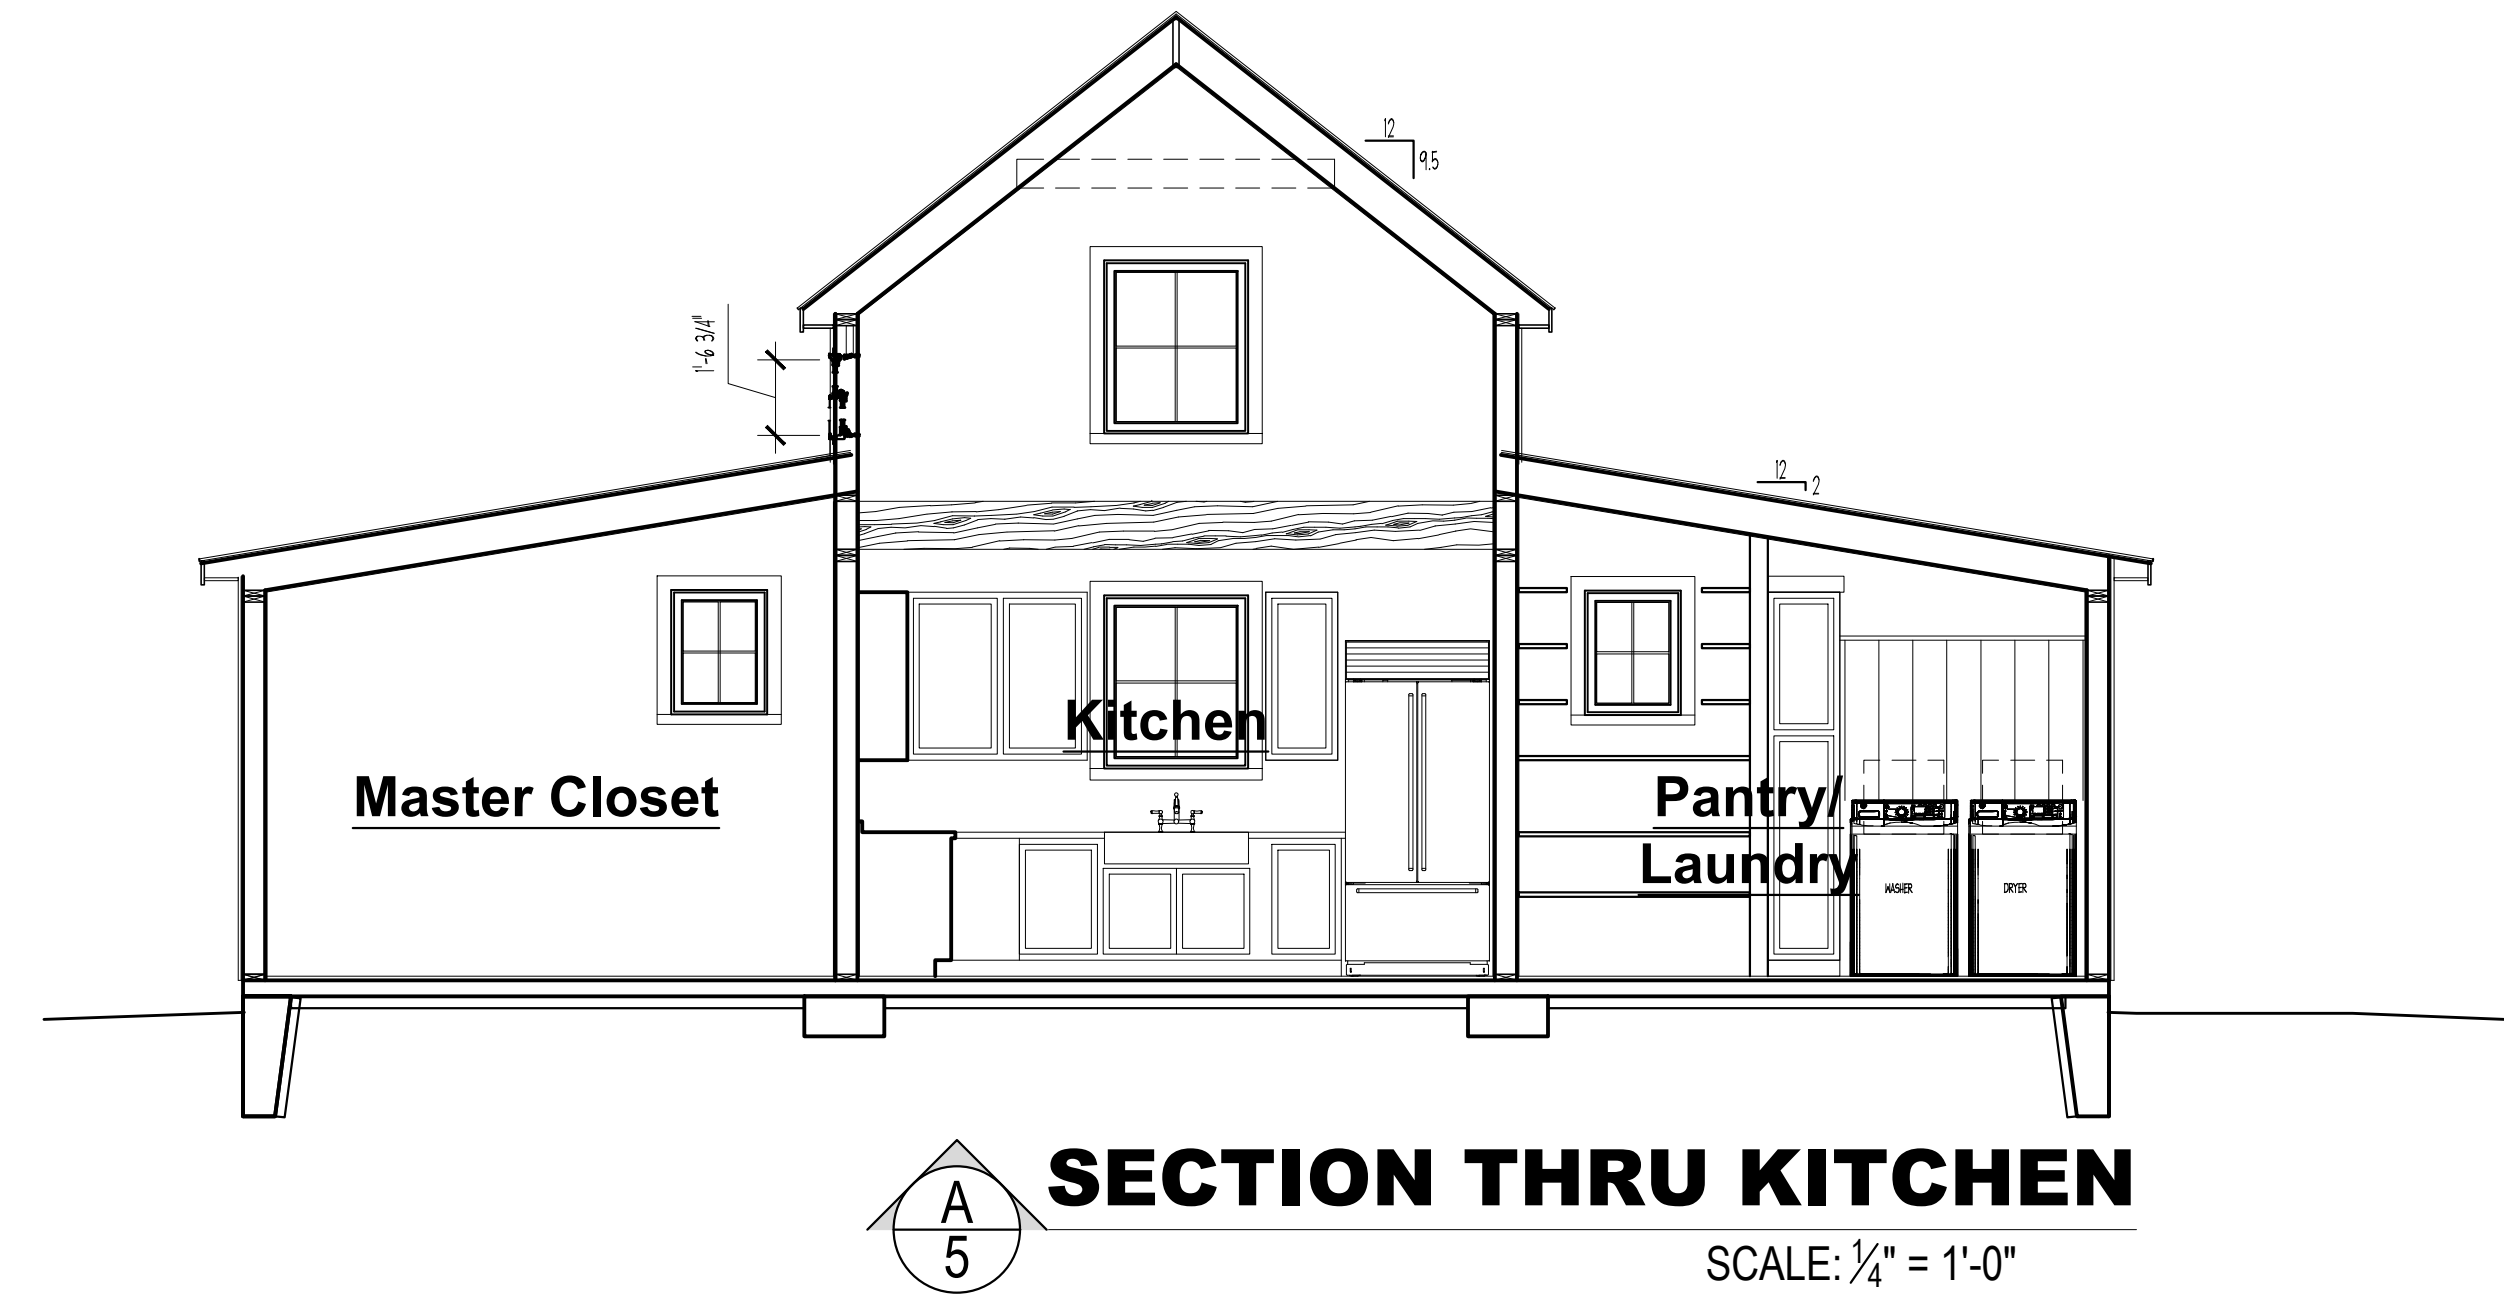 12
9.5
1'-6 3/4"
12
2
Kitchen
Master Closet
Pantry/
Laundry
WASHER
DRYER
A
5
SECTION THRU KITCHEN
SCALE: 1/4" = 1'-0"